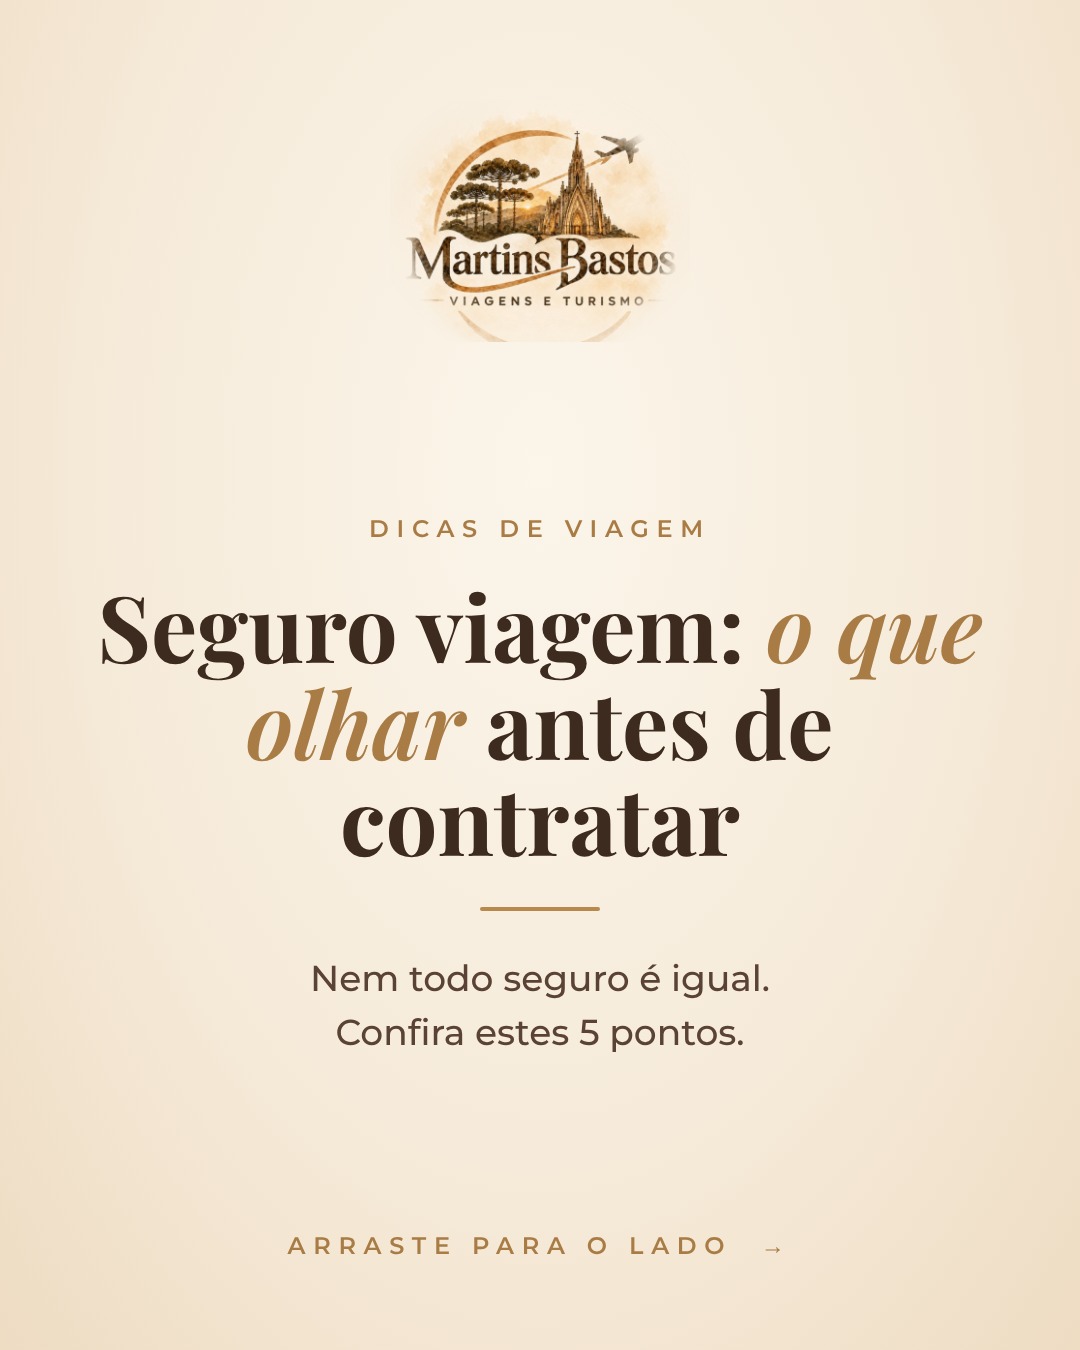 Martins Bastos
VIAGENS E TURISMO
DICAS DE VIAGEM
Seguro viagem: o que
olhar antes de
contratar
Nem todo seguro é igual.
Confira estes 5 pontos.
ARRASTE PARA O LADO →